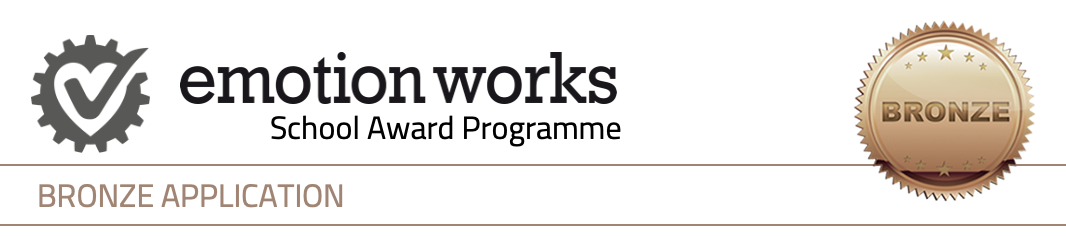 emotion works
School Award Programme
BRONZE
BRONZE APPLICATION